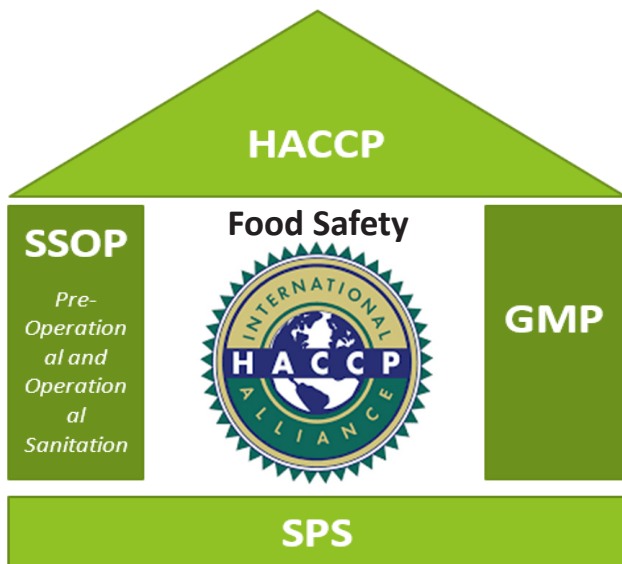 HACCP
Food Safety
SSOP
Pre-
Operation
al and
Operation
al
Sanitation
INTERNATIONAL
HACCP
ALLIANCE
GMP
SPS